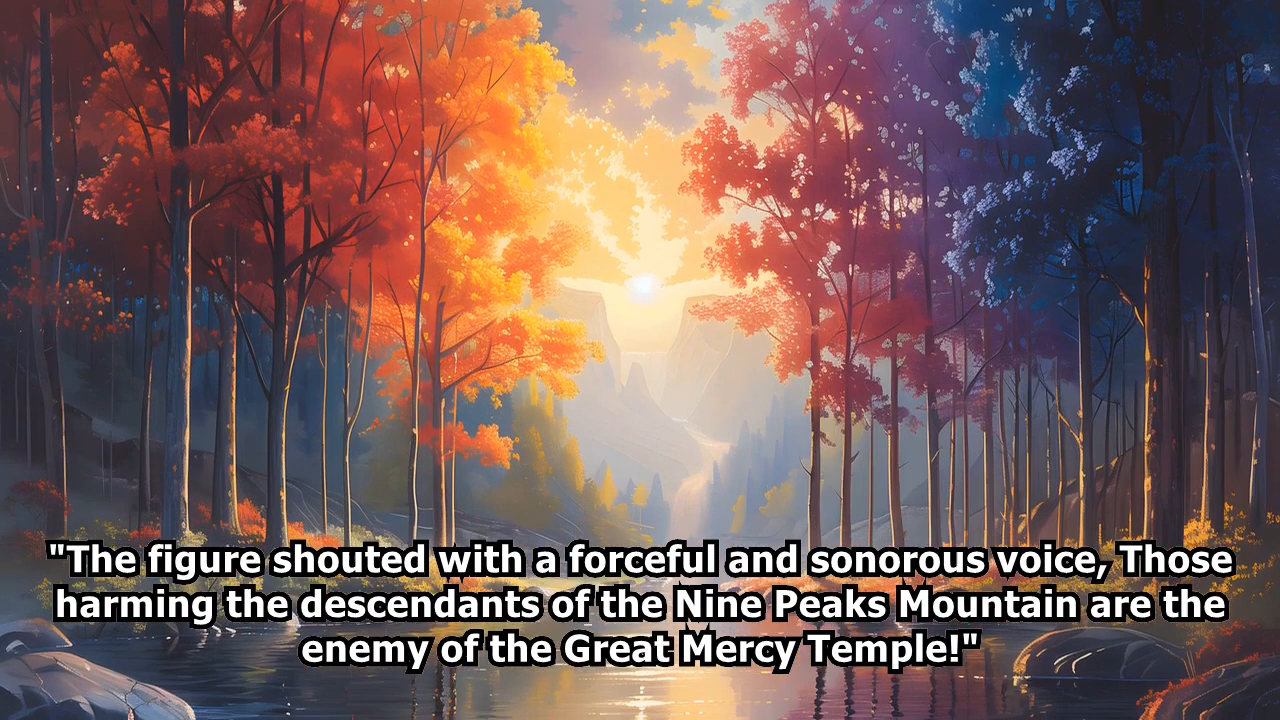 "The figure shouted with a forceful and sonorous voice, Those
harming the descendants of the Nine Peaks Mountain are the
enemy of the Great Mercy Temple!"